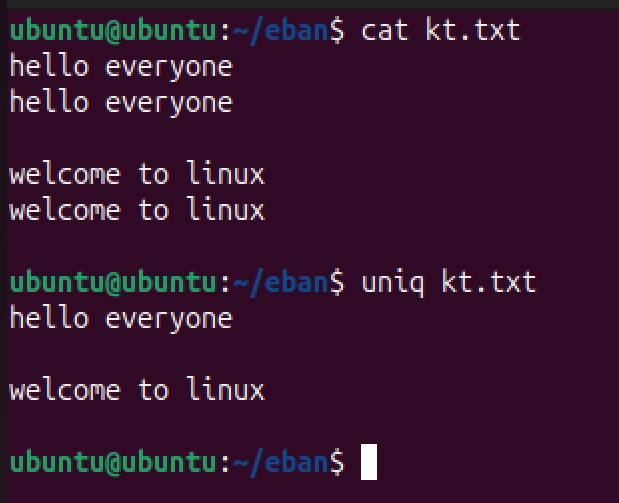 ubuntu@ubuntu:~/eban$ cat kt.txt
hello everyone
hello everyone

welcome to linux
welcome to linux

ubuntu@ubuntu:~/eban$ uniq kt.txt
hello everyone

welcome to linux

ubuntu@ubuntu:~/eban$